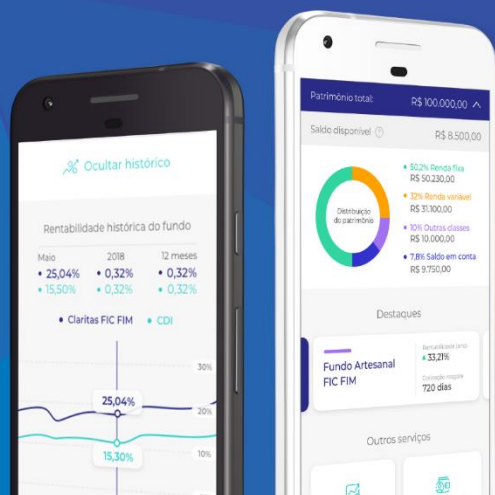 Ocultar histórico
Rentabilidade histórica do fundo
Maio 2018 12 meses
• 25,04% • 0,32% • 0,32%
• 15,50% • 0,32% • 0,32%
• Claritas FIC FIM • CDI
30%
25,04%
20%
15,30%
10%
Patrimônio total: R$ 100.000,00
Saldo disponível ? R$ 8.500,00
Distribuição
do patrimônio
• 50,2% Renda fixa
R$ 50.230,00
• 32% Renda variável
R$ 31.100,00
• 10% Outras classes
R$ 10.000,00
• 7,8% Saldo em conta
R$ 9.750,00
Destaques
Fundo Artesanal
FIC FIM
33,21%
720 dias
Outros serviços